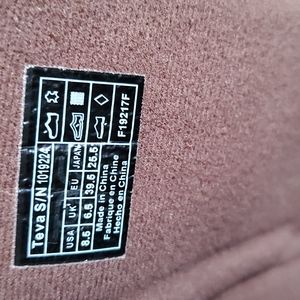 Teva S/N 1019224
USA UK EU JAPAN
8.5 6.5 39.5 25.5
Made in China
Fabriqué en Chine
Hecho en China
F19217F